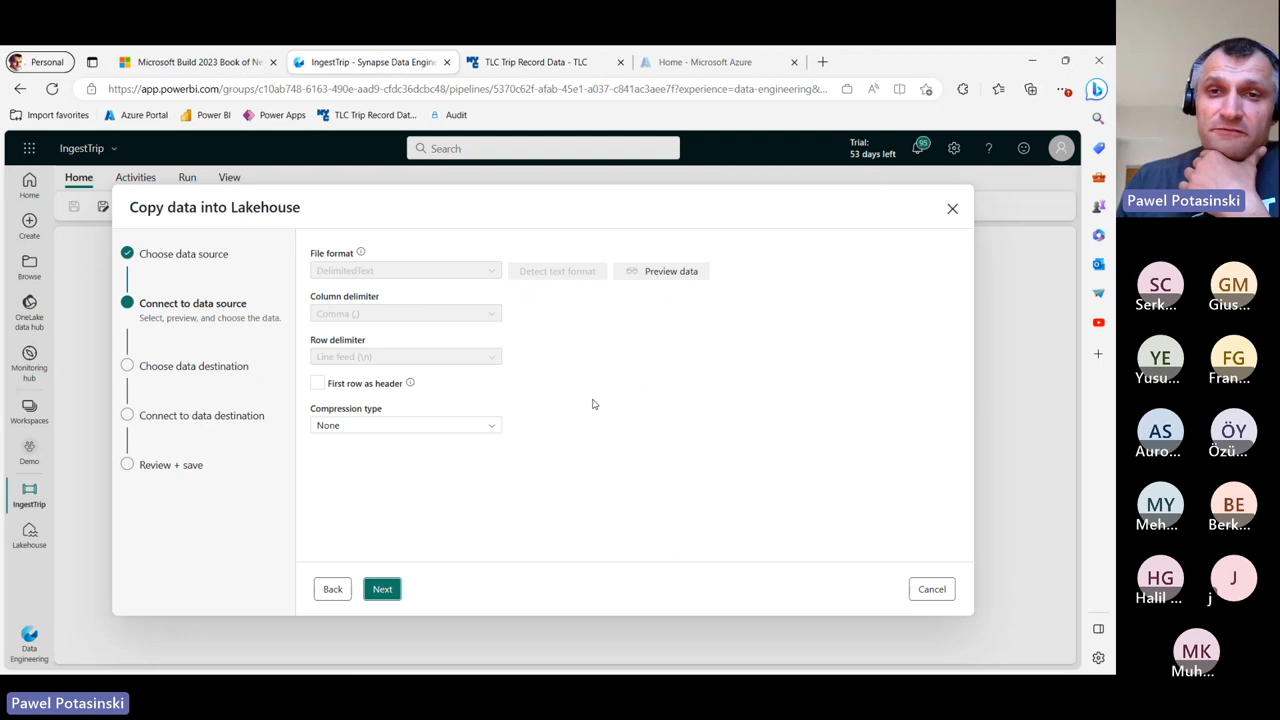 Personal
Microsoft Build 2023 Book of Ne
IngestTrip - Synapse Data Engine
TLC Trip Record Data - TLC
Home - Microsoft Azure
https://app.powerbi.com/groups/c10ab748-6163-490e-aad9-cfdc36dcbc48/pipelines/5370c62f-afab-45e1-a037-c841ac3aee7f?experience=data-engineering&...
Import favorites
Azure Portal
Power BI
Power Apps
TLC Trip Record Dat...
Audit
IngestTrip
Search
Trial:
53 days left
95
Home
Activities
Run
View
Home
Create
Browse
OneLake
data hub
Monitoring
hub
Workspaces
Demo
IngestTrip
Lakehouse
Data
Engineering
Copy data into Lakehouse
Choose data source
Connect to data source
Select, preview, and choose the data.
Choose data destination
Connect to data destination
Review + save
File format
DelimitedText
Detect text format
Preview data
Column delimiter
Comma (,)
Row delimiter
Line feed (\n)
First row as header
Compression type
None
Back
Next
Cancel
Pawel Potasinski
SC
Serk...
GM
Gius...
YE
Yusu...
FG
Fran...
AS
Auro...
ÖY
Özü...
MY
Meh...
BE
Berk...
HG
Halil ...
J
j
MK
Muh...
Pawel Potasinski